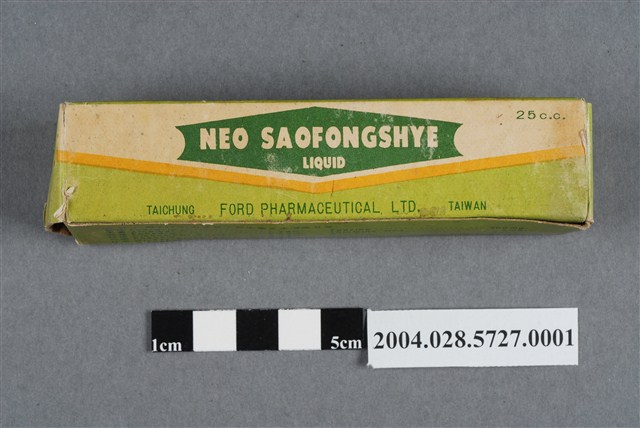 25c.c.
NEO SAOFONGSHYE
LIQUID
TAICHUNG FORD PHARMACEUTICAL LTD. TAIWAN
1cm 5cm
2004.028.5727.0001